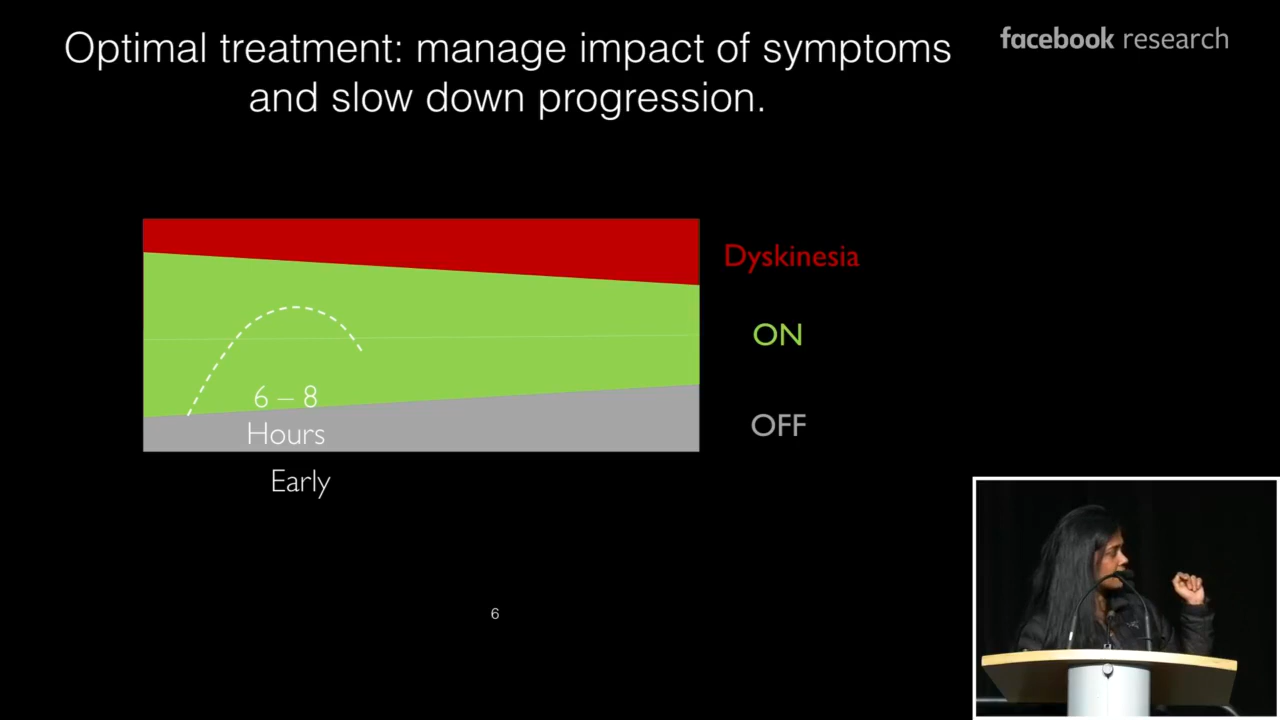 Optimal treatment: manage impact of symptoms
and slow down progression.
facebook research
Dyskinesia
ON
6 – 8
Hours
OFF
Early
6